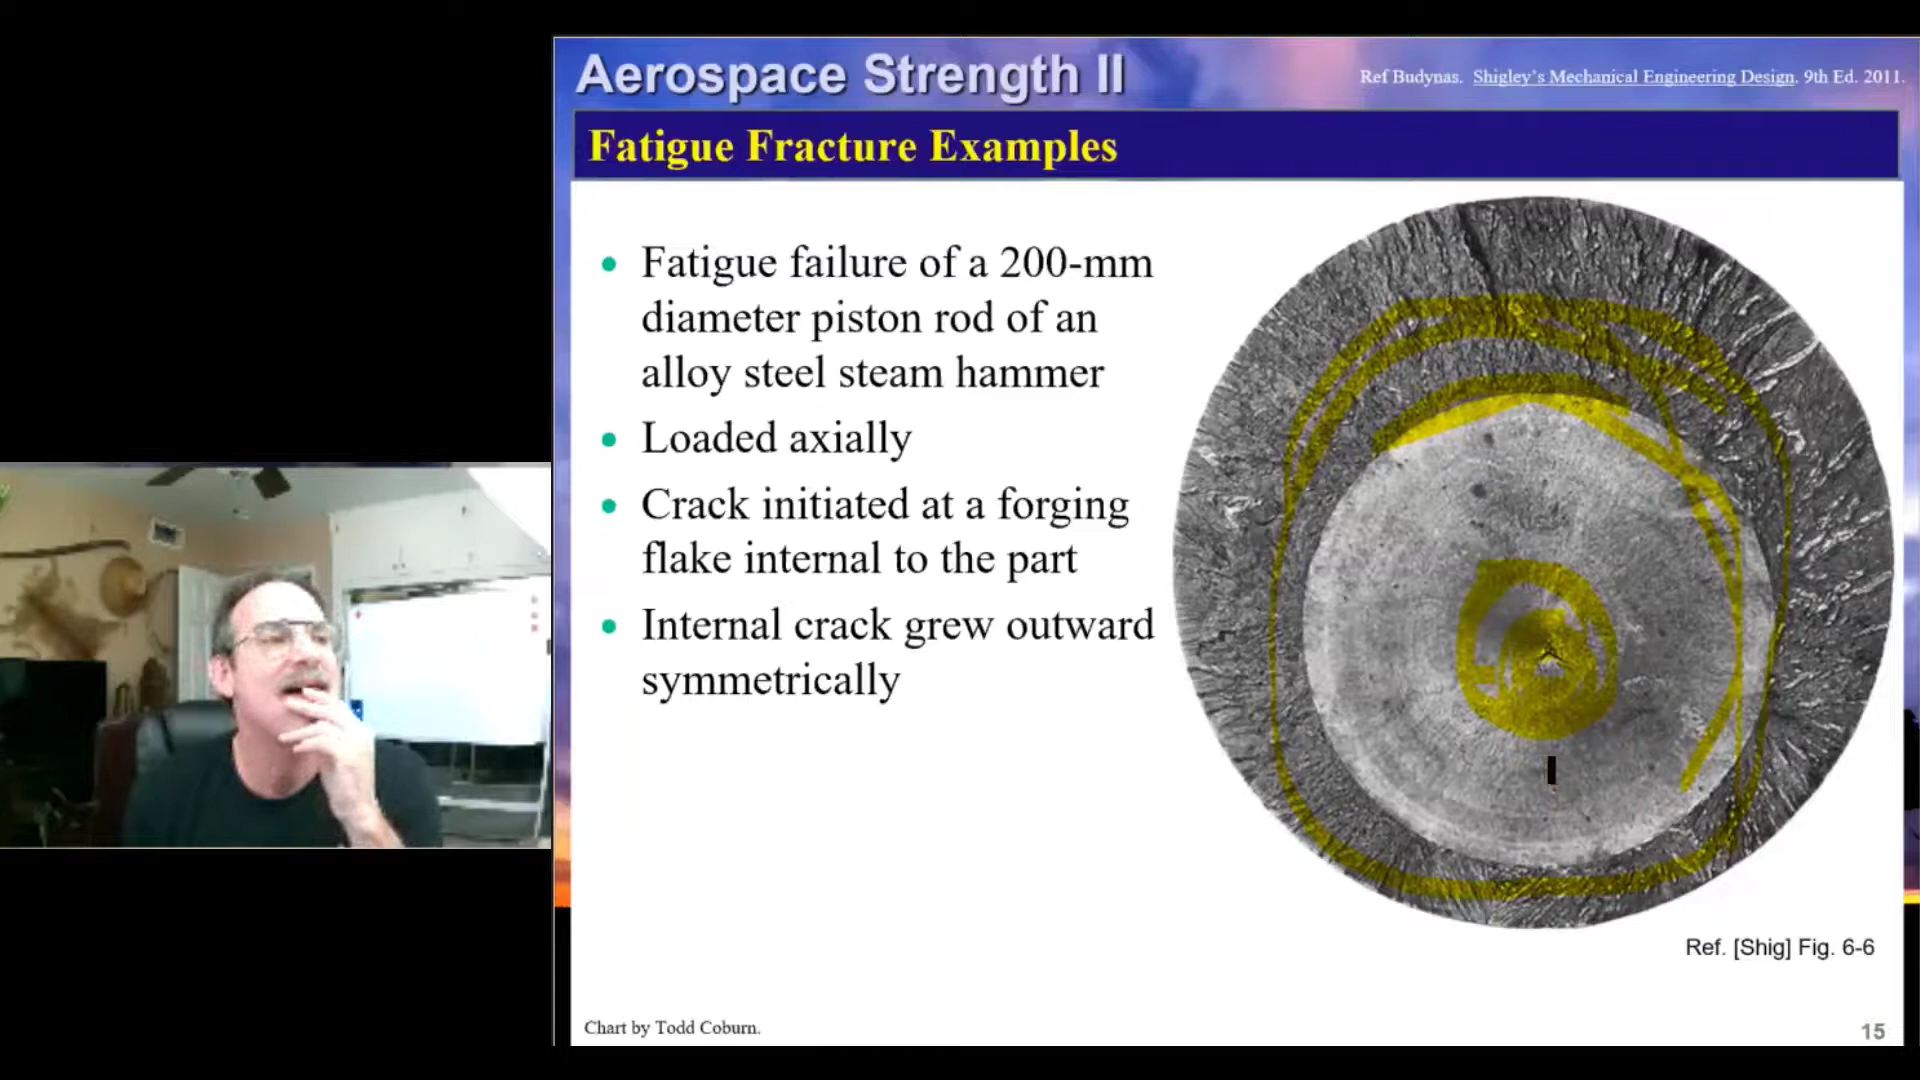 Aerospace Strength II
Ref Budynas. Shigley's Mechanical Engineering Design. 9th Ed. 2011.
Fatigue Fracture Examples
• Fatigue failure of a 200-mm
diameter piston rod of an
alloy steel steam hammer
• Loaded axially
• Crack initiated at a forging
flake internal to the part
• Internal crack grew outward
symmetrically
Ref. [Shig] Fig. 6-6
Chart by Todd Coburn.
15